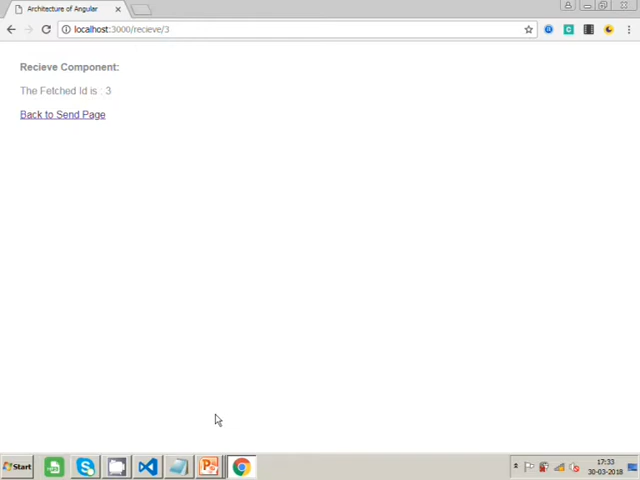 Architecture of Angular
localhost:3000/recieve/3
Recieve Component:
The Fetched Id is : 3
Back to Send Page
Start
17:33
30-03-2018